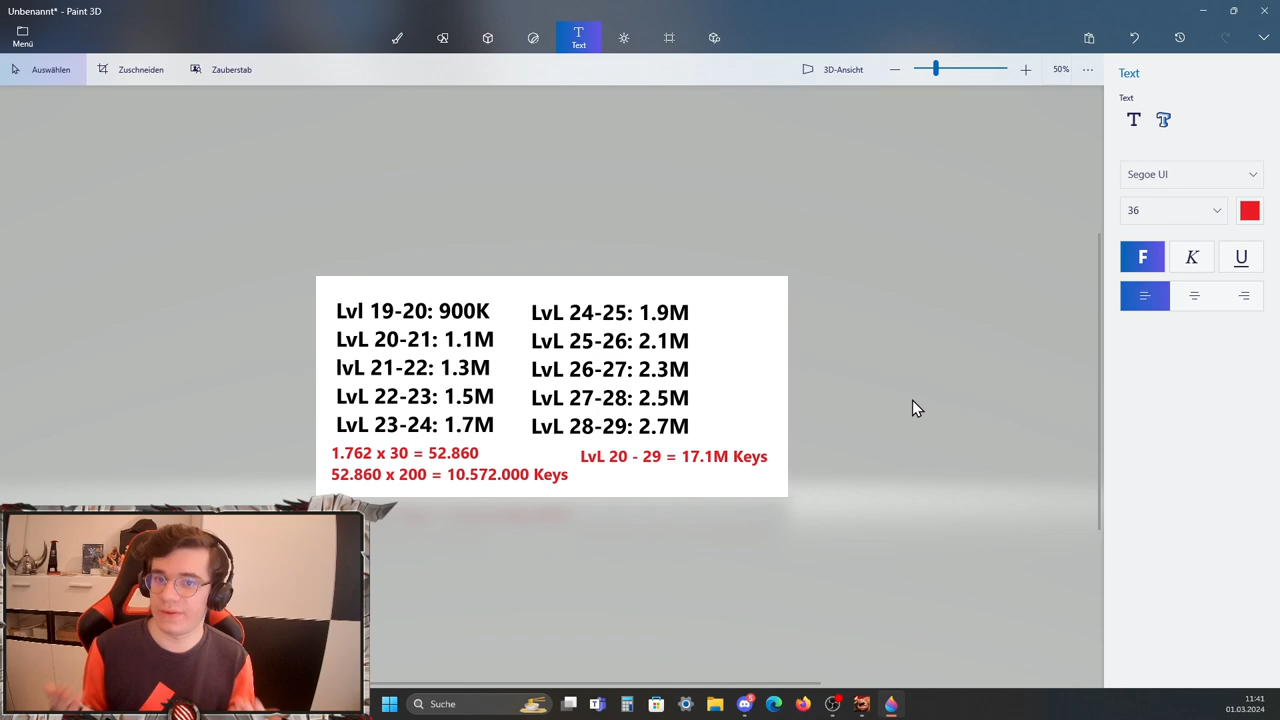 Unbenannt* - Paint 3D
Menü
Text
Auswählen
Zuschneiden
Zauberstab
3D-Ansicht
50%
Text
Text
T
Segoe UI
36
F K U
Lvl 19-20: 900K
LvL 20-21: 1.1M
lvL 21-22: 1.3M
LvL 22-23: 1.5M
LvL 23-24: 1.7M
LvL 24-25: 1.9M
LvL 25-26: 2.1M
LvL 26-27: 2.3M
LvL 27-28: 2.5M
LvL 28-29: 2.7M
1.762 x 30 = 52.860
52.860 x 200 = 10.572.000 Keys
LvL 20 - 29 = 17.1M Keys
Suche
11:41
01.03.2024